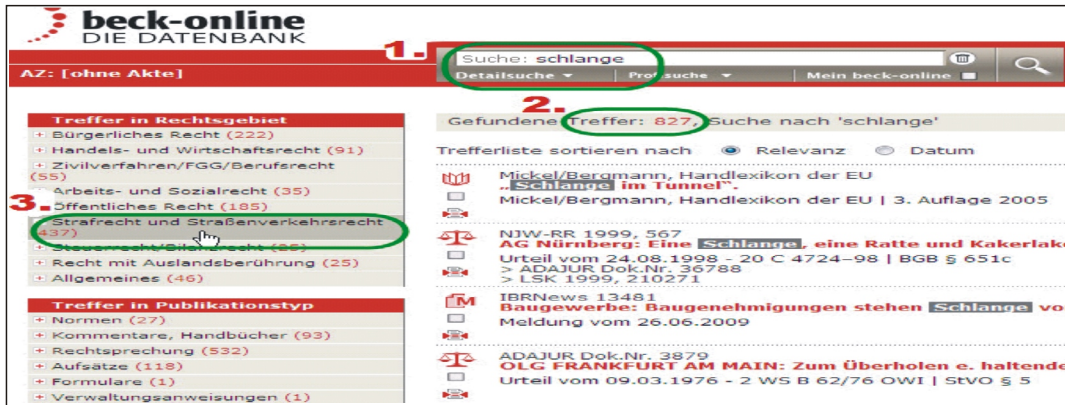 beck-online
DIE DATENBANK
1.
Suche: schlange
AZ: [ohne Akte]
Detailsuche
Profisuche
Mein beck-online
2.
Treffer in Rechtsgebiet
+ Bürgerliches Recht (222)
+ Handels- und Wirtschaftsrecht (91)
+ Zivilverfahren/FGG/Berufsrecht
(55)
+ Arbeits- und Sozialrecht (35)
3.
Öffentliches Recht (185)
Strafrecht und Straßenverkehrsrecht
(437)
Steuerrecht/Bilanzrecht
+ Recht mit Auslandsberührung (25)
+ Allgemeines (46)
Treffer in Publikationstyp
+ Normen (27)
+ Kommentare, Handbücher (93)
+ Rechtsprechung (532)
+ Aufsätze (118)
+ Formulare (1)
+ Verwaltungsanweisungen (1)
Gefundene Treffer: 827, Suche nach 'schlange'
Trefferliste sortieren nach Relevanz Datum
Mickel/Bergmann, Handlexikon der EU
„Schlange im Tunnel“.
Mickel/Bergmann, Handlexikon der EU | 3. Auflage 2005
NJW-RR 1999, 567
AG Nürnberg: Eine Schlange, eine Ratte und Kakerlake
Urteil vom 24.08.1998 - 20 C 4724-98 | BGB § 651c
> ADAJUR Dok.Nr. 36788
> LSK 1999, 210271
IBRNews 13481
Baugewerbe: Baugenehmigungen stehen Schlange vo
Meldung vom 26.06.2009
ADAJUR Dok.Nr. 3879
OLG FRANKFURT AM MAIN: Zum Überholen e. haltende
Urteil vom 09.03.1976 - 2 WS B 62/76 OWI | StVO § 5